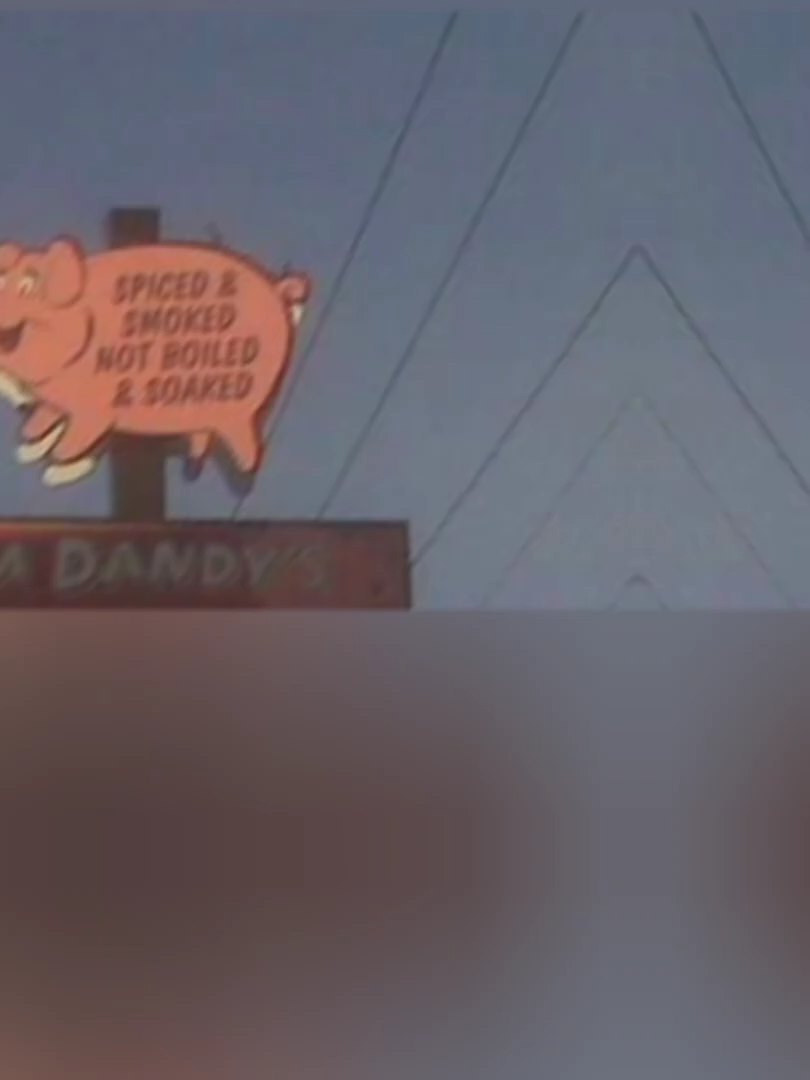 SPICED &
SMOKED
NOT BOILED
& SOAKED
DANDY'S